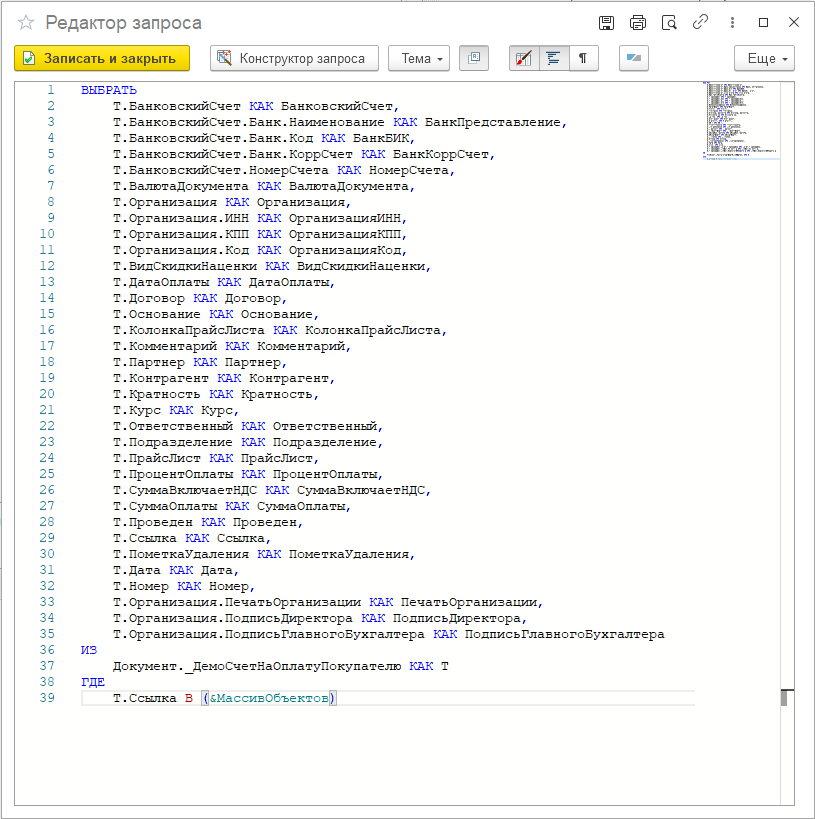 Редактор запроса
Записать и закрыть Конструктор запроса Тема Еще
1 ВЫБРАТЬ
2 Т.БанковскийСчет КАК БанковскийСчет,
3 Т.БанковскийСчет.Банк.Наименование КАК БанкПредставление,
4 Т.БанковскийСчет.Банк.Код КАК БанкБИК,
5 Т.БанковскийСчет.Банк.КоррСчет КАК БанкКоррСчет,
6 Т.БанковскийСчет.НомерСчета КАК НомерСчета,
7 Т.ВалютаДокумента КАК ВалютаДокумента,
8 Т.Организация КАК Организация,
9 Т.Организация.ИНН КАК ОрганизацияИНН,
10 Т.Организация.КПП КАК ОрганизацияКПП,
11 Т.Организация.Код КАК ОрганизацияКод,
12 Т.ВидСкидкиНаценки КАК ВидСкидкиНаценки,
13 Т.ДатаОплаты КАК ДатаОплаты,
14 Т.Договор КАК Договор,
15 Т.Основание КАК Основание,
16 Т.КолонкаПрайсЛиста КАК КолонкаПрайсЛиста,
17 Т.Комментарий КАК Комментарий,
18 Т.Партнер КАК Партнер,
19 Т.Контрагент КАК Контрагент,
20 Т.Кратность КАК Кратность,
21 Т.Курс КАК Курс,
22 Т.Ответственный КАК Ответственный,
23 Т.Подразделение КАК Подразделение,
24 Т.ПрайсЛист КАК ПрайсЛист,
25 Т.ПроцентОплаты КАК ПроцентОплаты,
26 Т.СуммаВключаетНДС КАК СуммаВключаетНДС,
27 Т.СуммаОплаты КАК СуммаОплаты,
28 Т.Проведен КАК Проведен,
29 Т.Ссылка КАК Ссылка,
30 Т.ПометкаУдаления КАК ПометкаУдаления,
31 Т.Дата КАК Дата,
32 Т.Номер КАК Номер,
33 Т.Организация.ПечатьОрганизации КАК ПечатьОрганизации,
34 Т.Организация.ПодписьДиректора КАК ПодписьДиректора,
35 Т.Организация.ПодписьГлавногоБухгалтера КАК ПодписьГлавногоБухгалтера
36 ИЗ
37 Документ._ДемоСчетНаОплатуПокупателю КАК Т
38 ГДЕ
39 Т.Ссылка В (&МассивОбъектов)